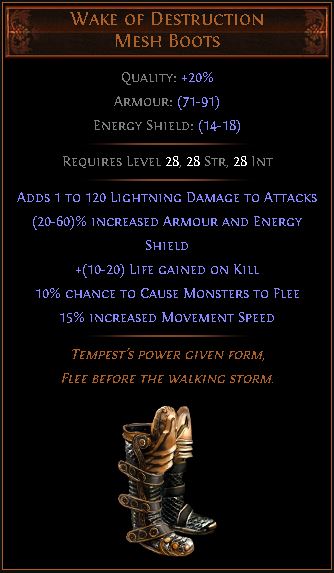 Wake of Destruction
Mesh Boots
Quality: +20%
Armour: (71-91)
Energy Shield: (14-18)
Requires Level 28, 28 Str, 28 Int
Adds 1 to 120 Lightning Damage to Attacks
(20-60)% increased Armour and Energy
Shield
+(10-20) Life gained on Kill
10% chance to Cause Monsters to Flee
15% increased Movement Speed
Tempest's power given form,
Flee before the walking storm.